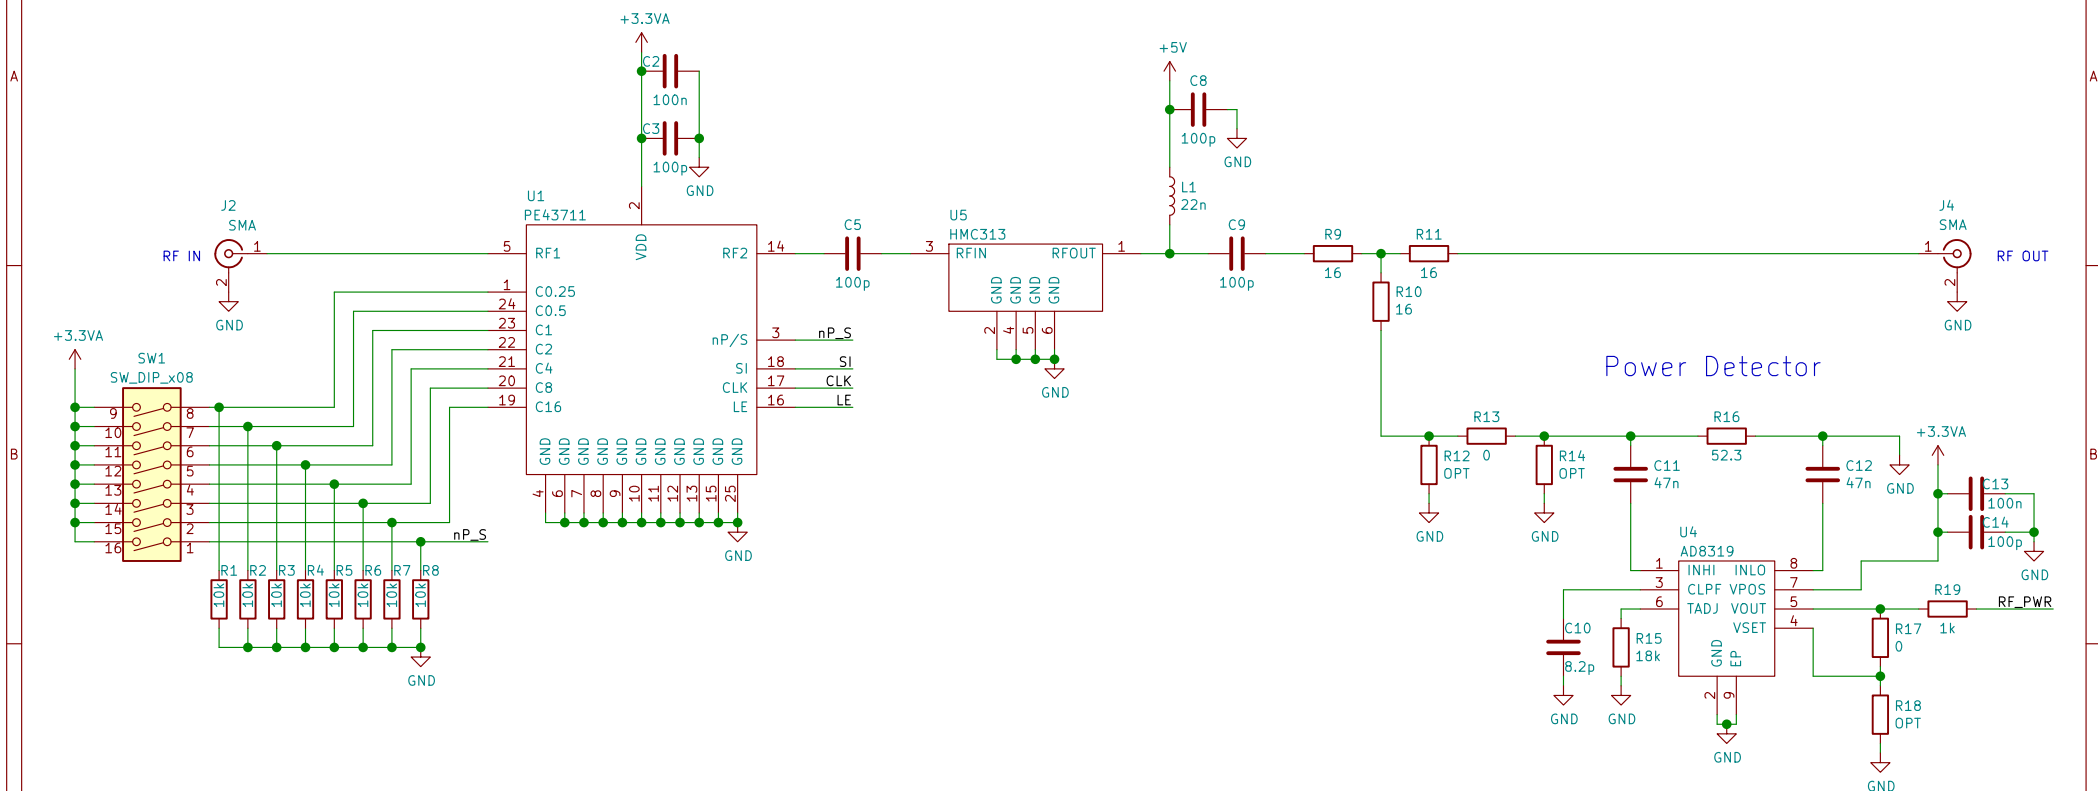 +3.3VA
C2
100n
C3
100p
GND
+5V
C8
100p
GND
L1
22n
A
A
J2
SMA
RF IN
1
2
GND
U1
PE43711
2
VDD
5
RF1
1
C0.25
24
C0.5
23
C1
22
C2
21
C4
20
C8
19
C16
RF2
14
nP/S
3
nP_S
SI
18
SI
CLK
17
CLK
LE
16
LE
GND GND GND GND GND GND GND GND GND GND GND
4 6 7 8 9 10 11 12 13 15 25
GND
C5
100p
U5
HMC313
3
RFIN
RFOUT
1
GND GND GND GND
2 4 5 6
GND
C9
100p
R9
16
R11
16
R10
16
J4
SMA
1
RF OUT
2
GND
+3.3VA
SW1
SW_DIP_x08
9 8
10 7
11 6
12 5
13 4
14 3
15 2
16 1
nP_S
B
B
R1 R2 R3 R4 R5 R6 R7 R8
10k 10k 10k 10k 10k 10k 10k 10k
GND
Power Detector
R12
OPT
GND
R13
0
R14
OPT
GND
C11
47n
R16
52.3
C12
47n
GND
+3.3VA
C13
100n
C14
100p
GND
U4
AD8319
1
INHI
INLO
8
3
CLPF
VPOS
7
6
TADJ
VOUT
5
VSET
4
GND
EP
2
9
GND
C10
8.2p
GND
R15
18k
GND
R19
1k
RF_PWR
R17
0
R18
OPT
GND